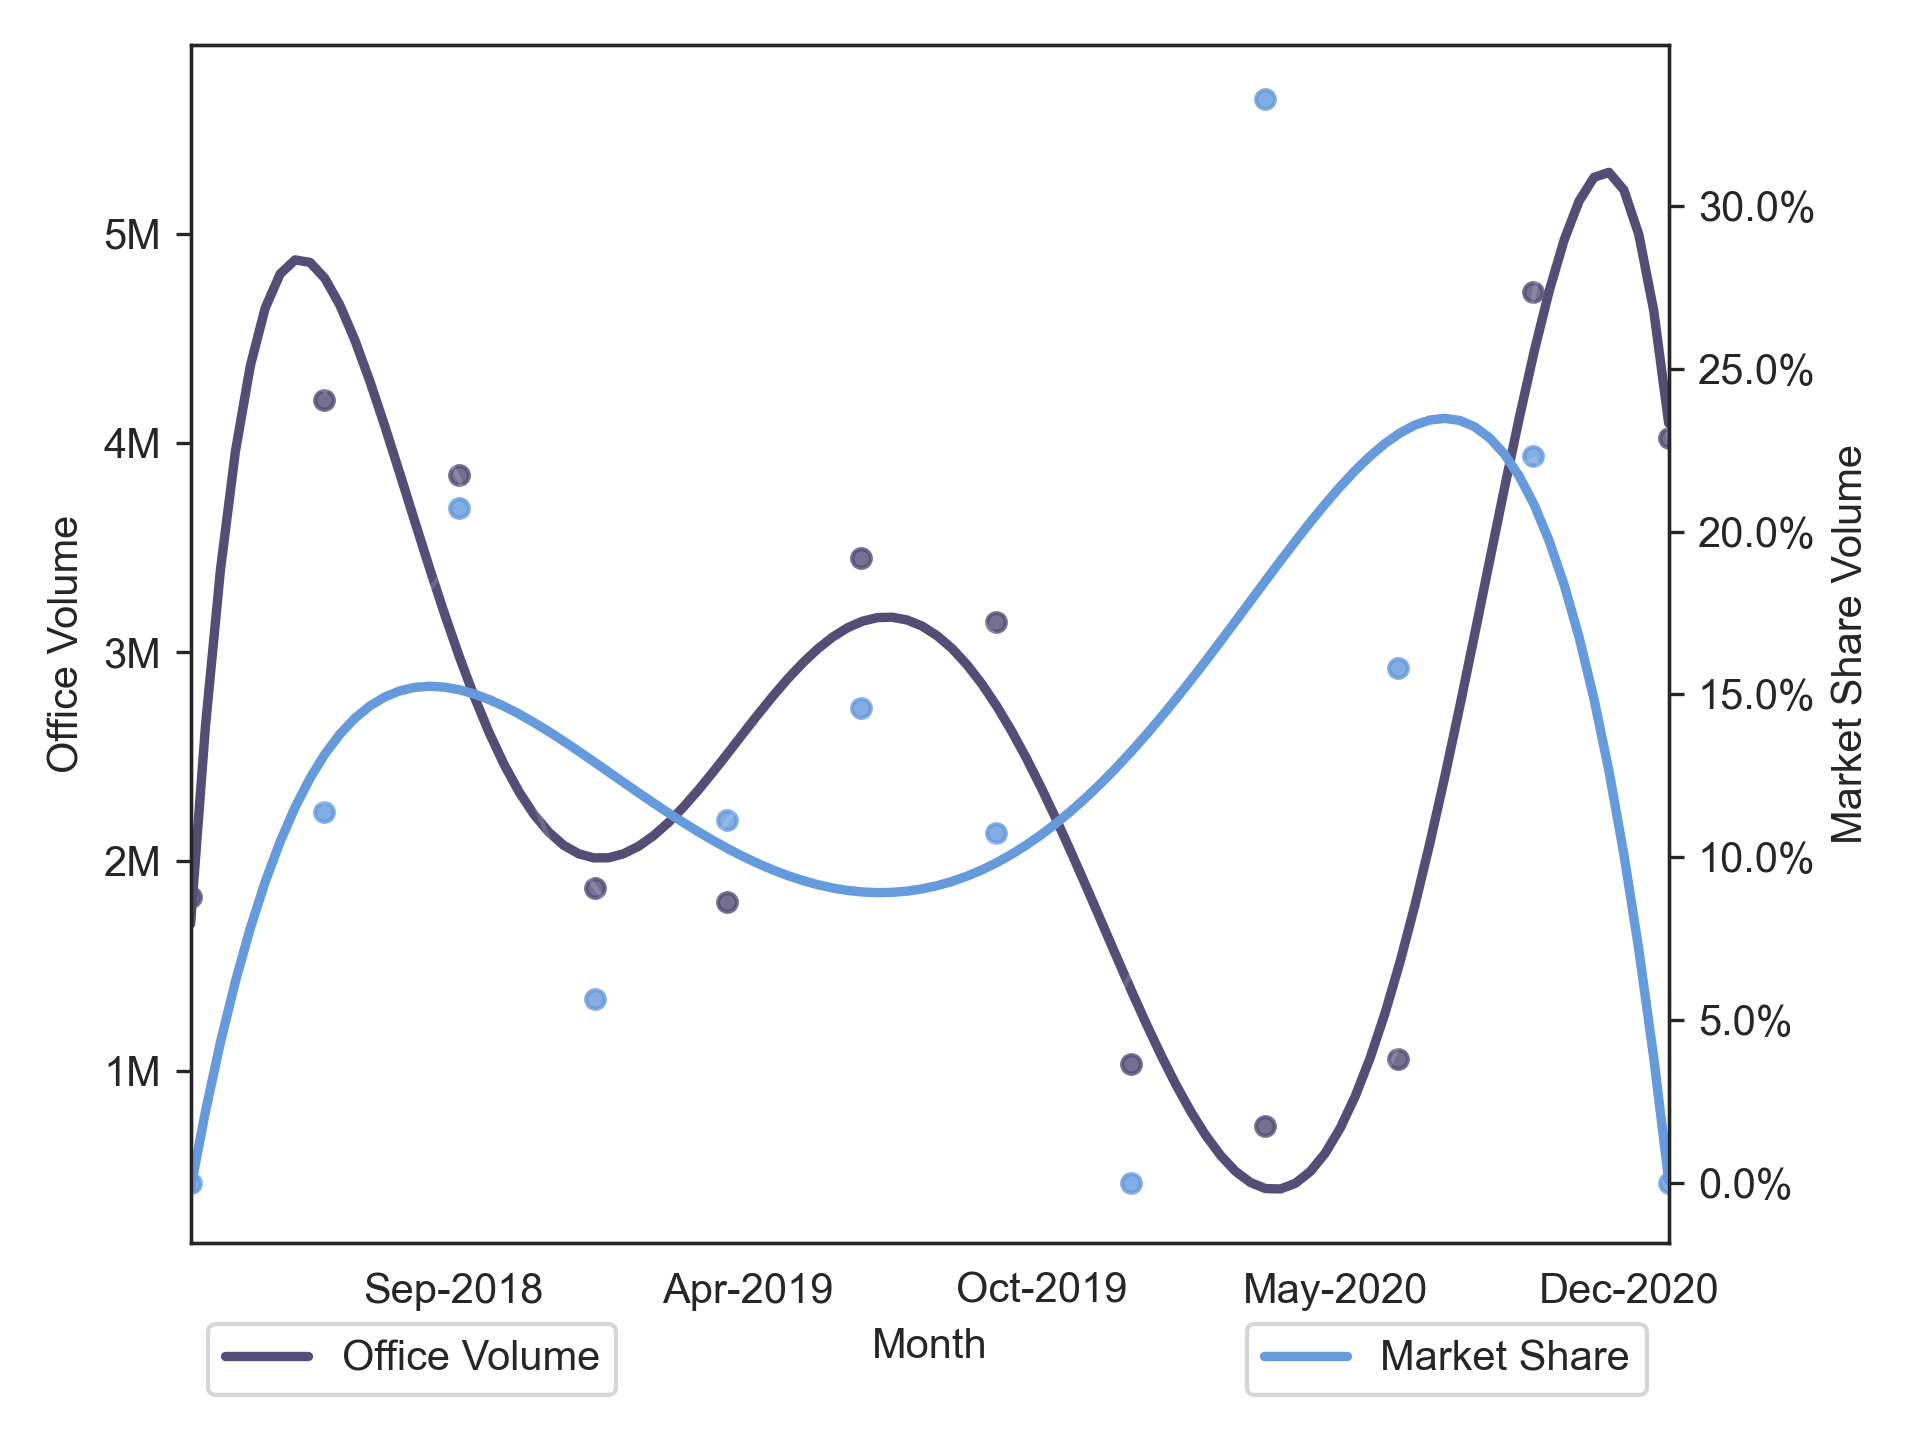 5M
4M
3M
2M
1M
Office Volume
30.0%
25.0%
20.0%
15.0%
10.0%
5.0%
0.0%
Market Share Volume
Sep-2018
Apr-2019
Oct-2019
May-2020
Dec-2020
Month
Office Volume
Market Share